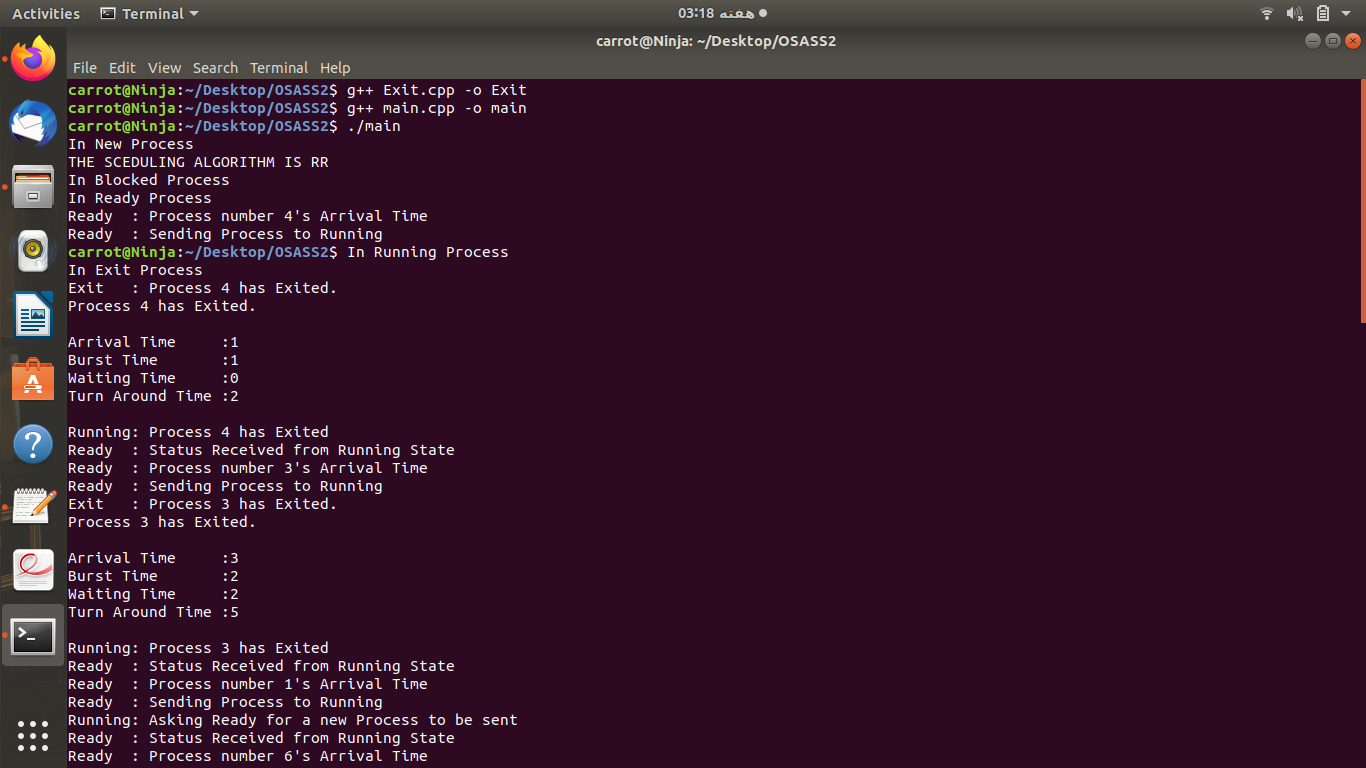 Activities Terminal 03:18 هفته
carrot@Ninja: ~/Desktop/OSASS2
File Edit View Search Terminal Help
carrot@Ninja:~/Desktop/OSASS2$ g++ Exit.cpp -o Exit
carrot@Ninja:~/Desktop/OSASS2$ g++ main.cpp -o main
carrot@Ninja:~/Desktop/OSASS2$ ./main
In New Process
THE SCEDULING ALGORITHM IS RR
In Blocked Process
In Ready Process
Ready  : Process number 4's Arrival Time
Ready  : Sending Process to Running
carrot@Ninja:~/Desktop/OSASS2$ In Running Process
In Exit Process
Exit   : Process 4 has Exited.
Process 4 has Exited.
Arrival Time     :1
Burst Time       :1
Waiting Time     :0
Turn Around Time :2
Running: Process 4 has Exited
Ready  : Status Received from Running State
Ready  : Process number 3's Arrival Time
Ready  : Sending Process to Running
Exit   : Process 3 has Exited.
Process 3 has Exited.
Arrival Time     :3
Burst Time       :2
Waiting Time     :2
Turn Around Time :5
Running: Process 3 has Exited
Ready  : Status Received from Running State
Ready  : Process number 1's Arrival Time
Ready  : Sending Process to Running
Running: Asking Ready for a new Process to be sent
Ready  : Status Received from Running State
Ready  : Process number 6's Arrival Time